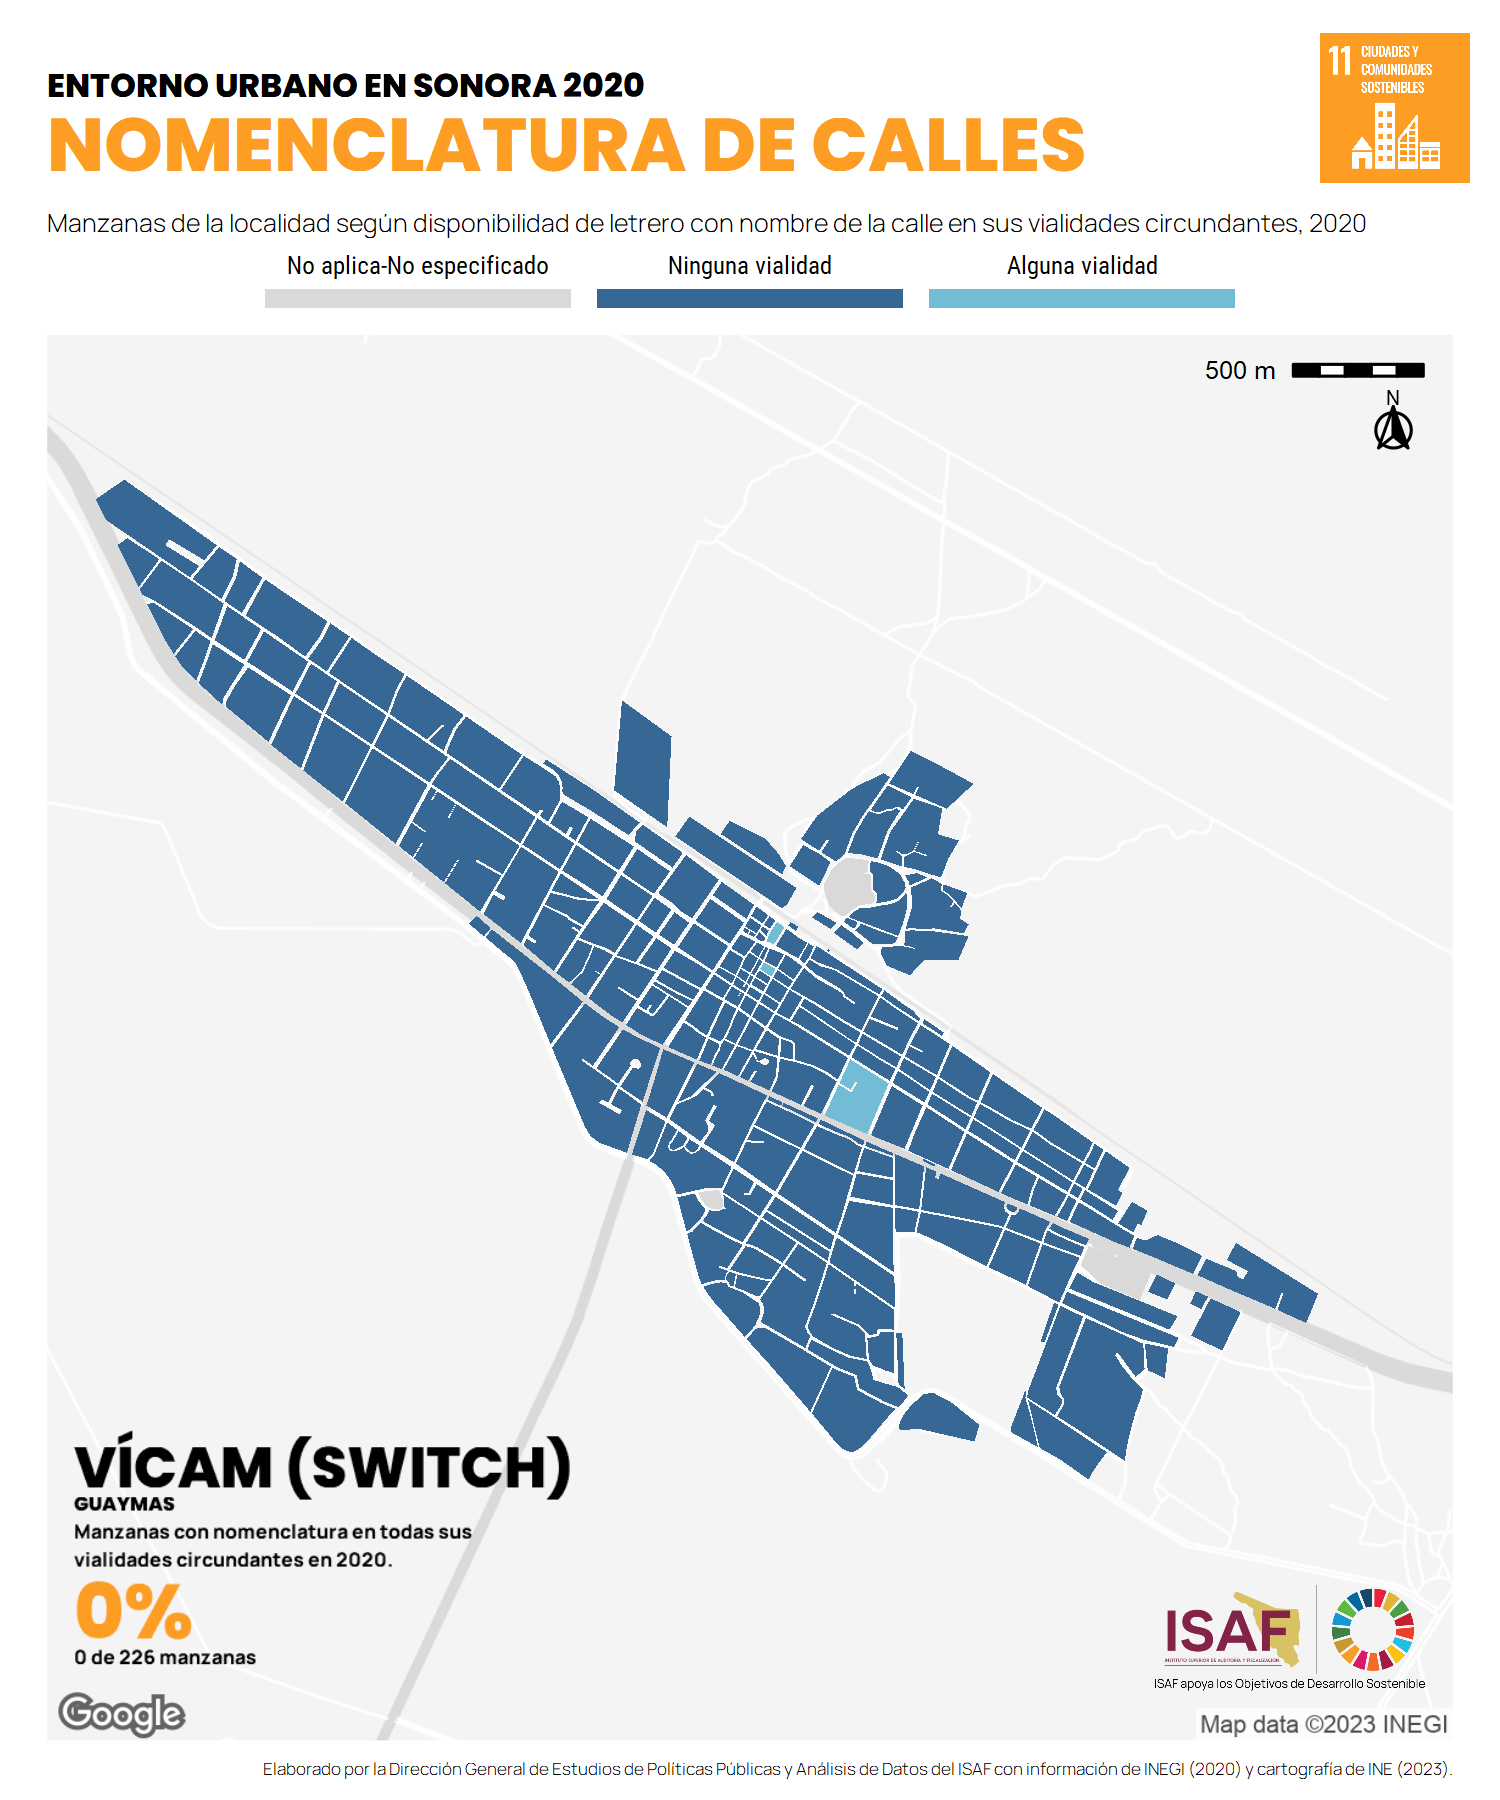 ENTORNO URBANO EN SONORA 2020
NOMENCLATURA DE CALLES
11 CIUDADES Y
COMUNIDADES
SOSTENIBLES
Manzanas de la localidad según disponibilidad de letrero con nombre de la calle en sus vialidades circundantes, 2020
No aplica-No especificado
Ninguna vialidad
Alguna vialidad
500 m
N
VÍCAM (SWITCH)
GUAYMAS
Manzanas con nomenclatura en todas sus
vialidades circundantes en 2020.
0%
0 de 226 manzanas
ISAF
INSTITUTO SUPERIOR DE AUDITORÍA Y FISCALIZACIÓN
ISAF apoya los Objetivos de Desarrollo Sostenible
Google
Map data ©2023 INEGI
Elaborado por la Dirección General de Estudios de Políticas Públicas y Análisis de Datos del ISAF con información de INEGI (2020) y cartografía de INE (2023).